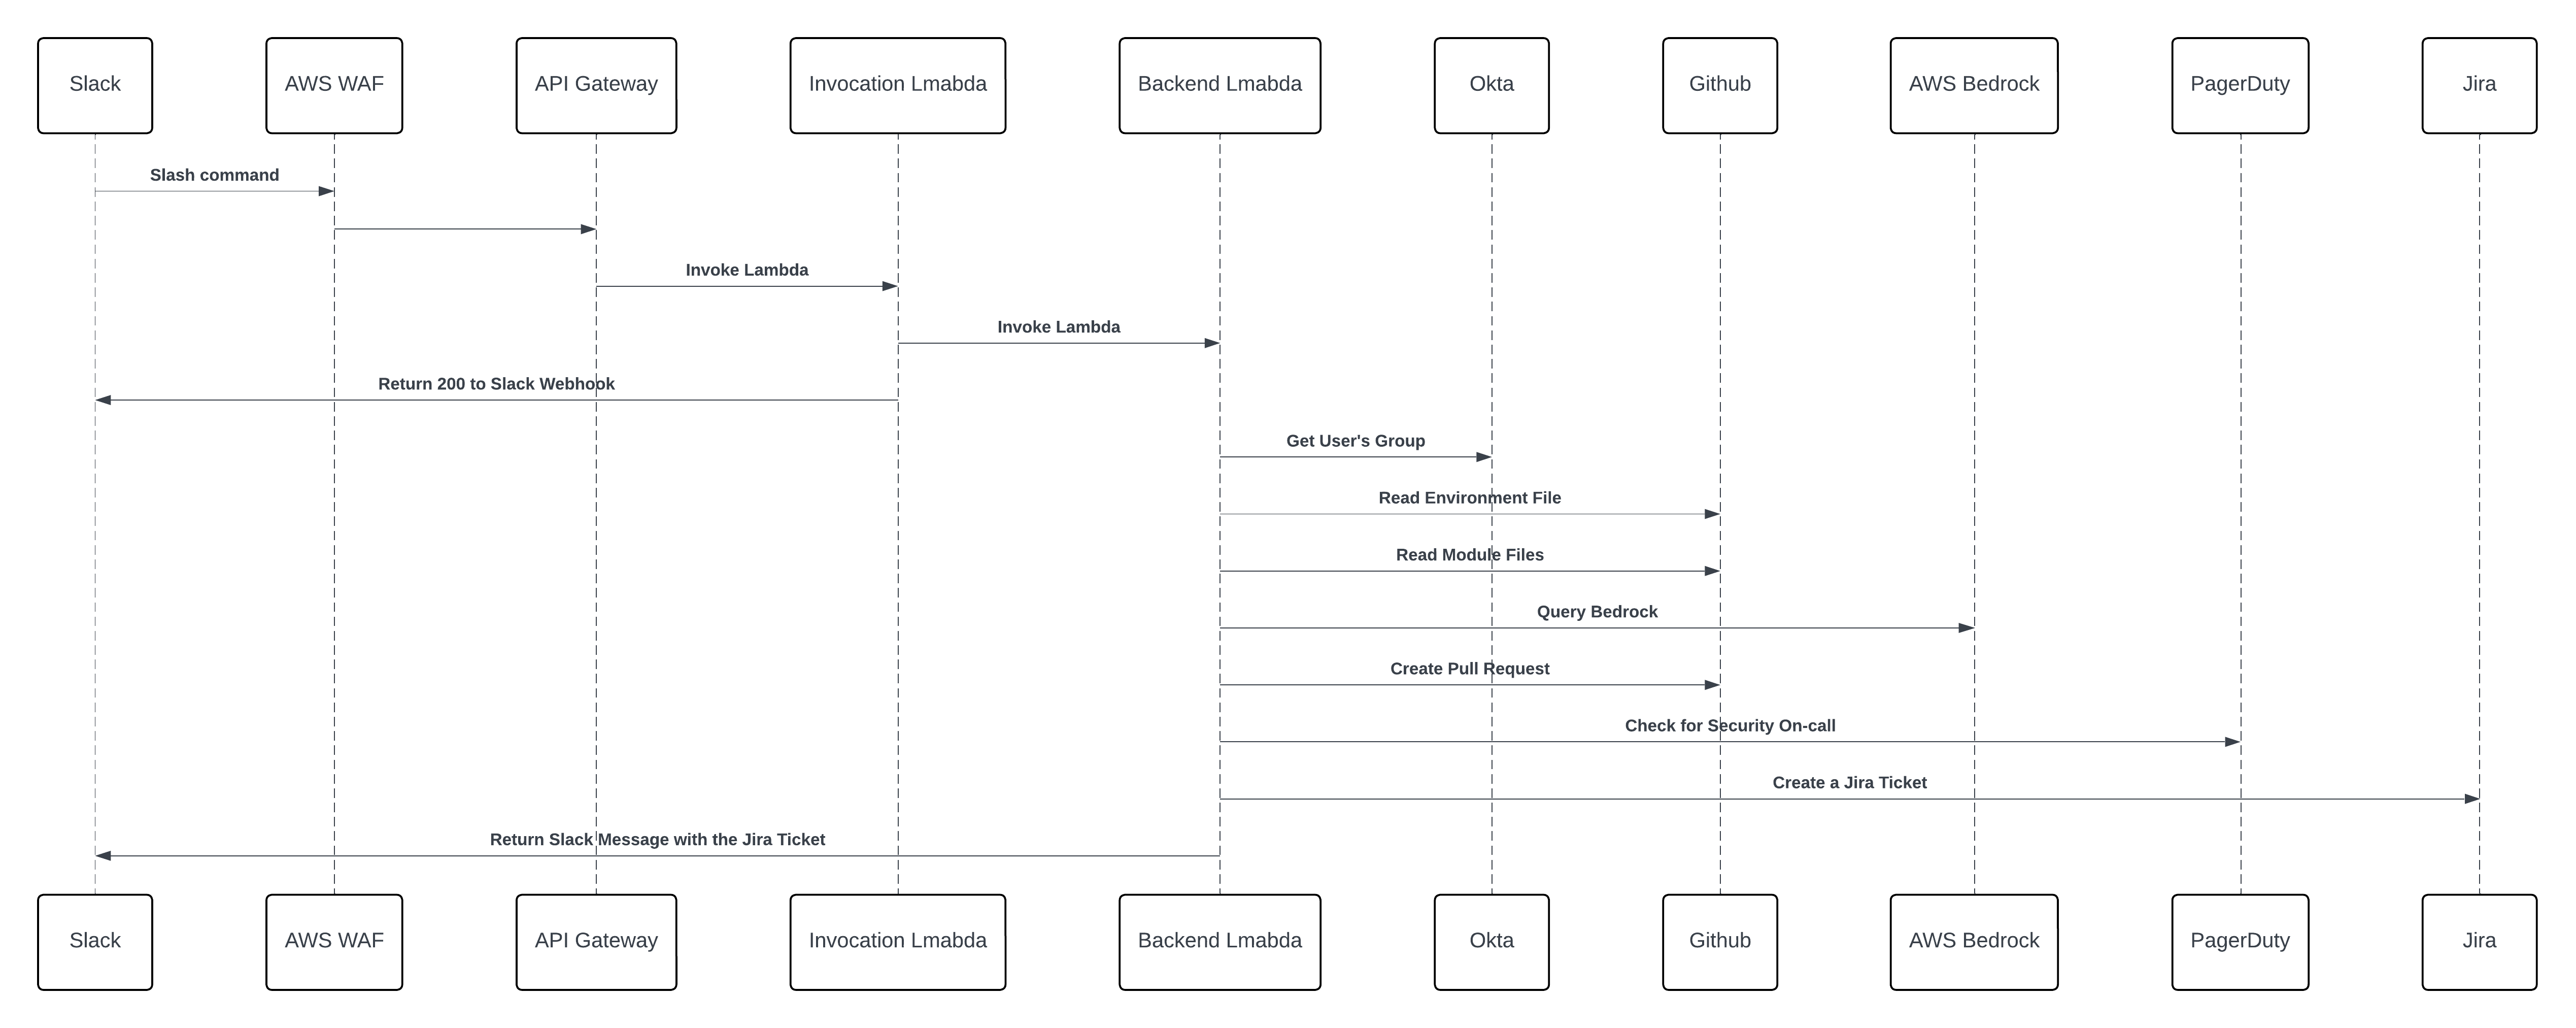 Slack
AWS WAF
API Gateway
Invocation Lmabda
Backend Lmabda
Okta
Github
AWS Bedrock
PagerDuty
Jira
Slash command
Invoke Lambda
Invoke Lambda
Return 200 to Slack Webhook
Get User's Group
Read Environment File
Read Module Files
Query Bedrock
Create Pull Request
Check for Security On-call
Create a Jira Ticket
Return Slack Message with the Jira Ticket
Slack
AWS WAF
API Gateway
Invocation Lmabda
Backend Lmabda
Okta
Github
AWS Bedrock
PagerDuty
Jira